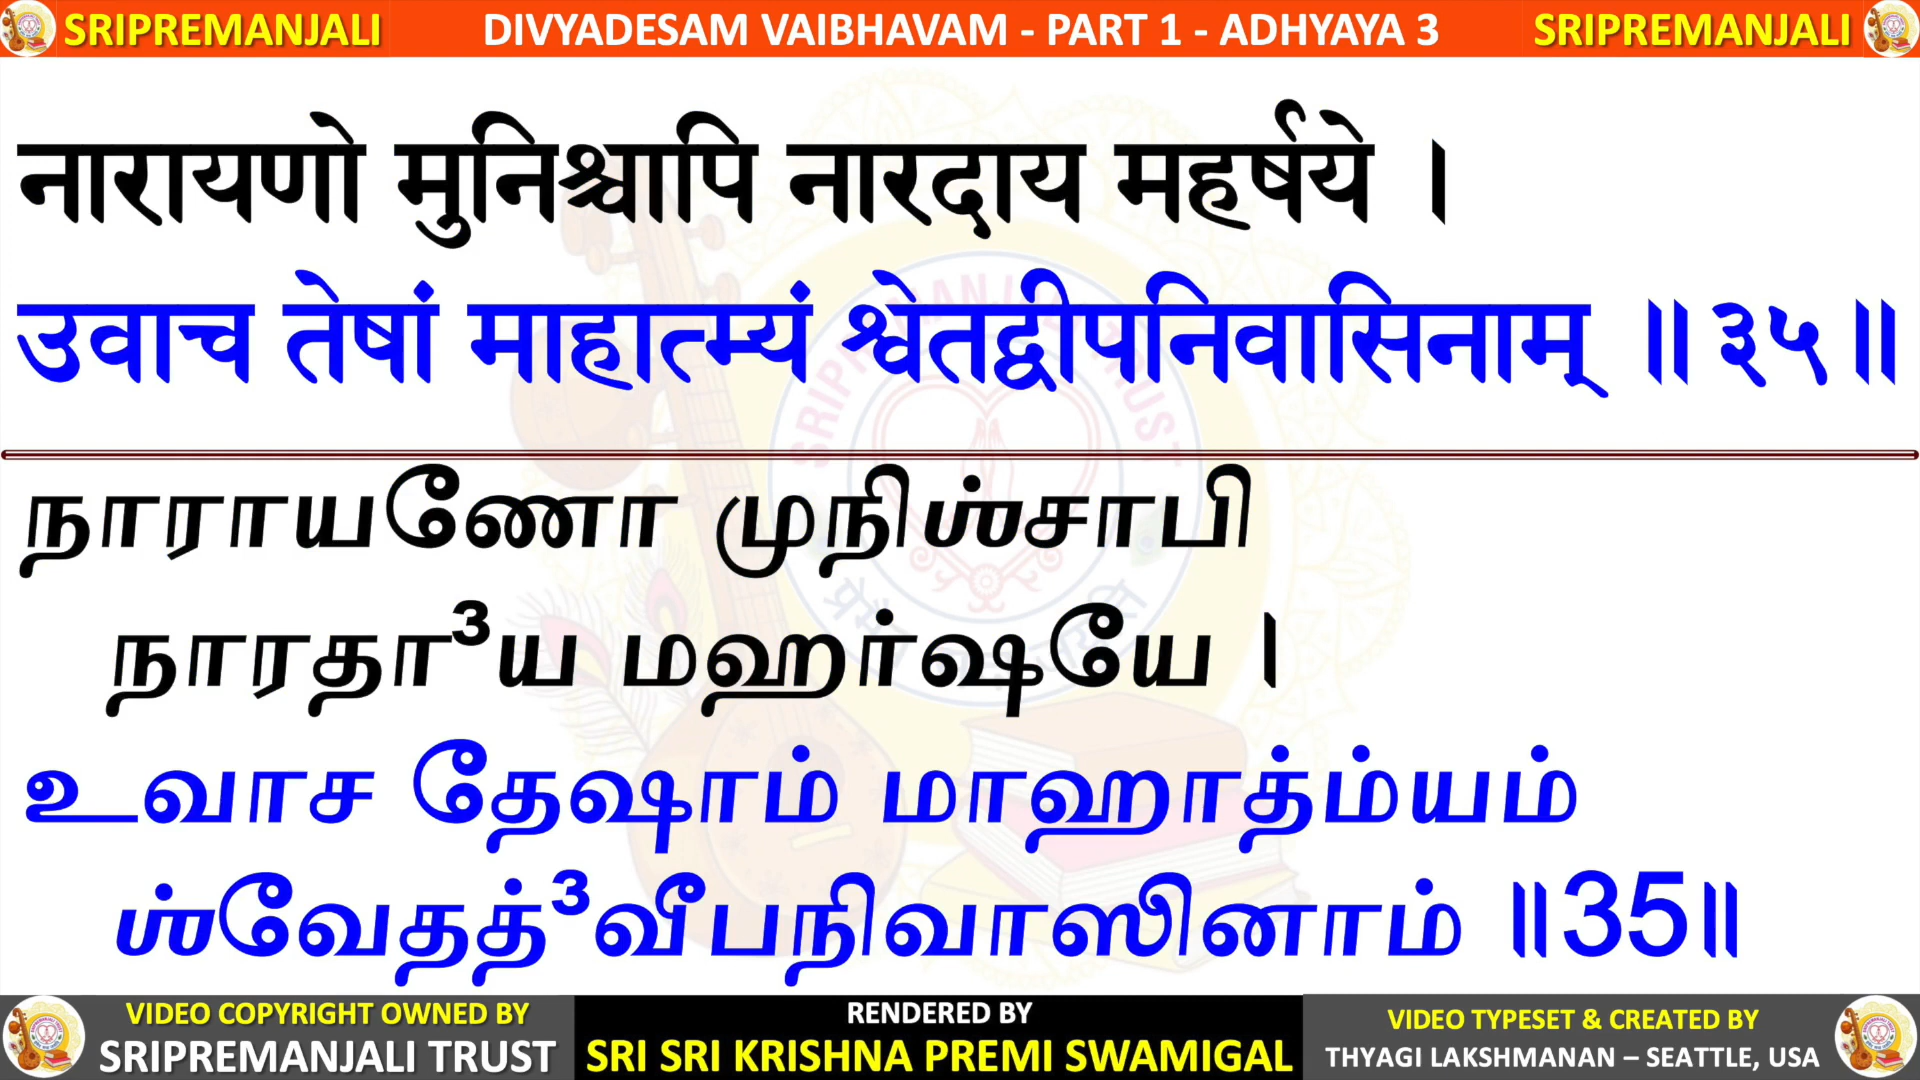 SRIPREMANJALI DIVYADESAM VAIBHAVAM - PART 1 - ADHYAYA 3 SRIPREMANJALI
नारायणो मुनिश्चापि नारदाय महर्षये ।
उवाच तेषां माहात्म्यं श्वेतद्वीपनिवासिनाम् ॥३५॥
நாராயணோ முநிஶ்சாபி
நாரதா³ய மஹர்ஷயே ।
உவாச தேஷாம் மாஹாத்ம்யம்
ஶ்வேதத்³வீபநிவாஸினாம் ॥35॥
VIDEO COPYRIGHT OWNED BY
SRIPREMANJALI TRUST
RENDERED BY
SRI SRI KRISHNA PREMI SWAMIGAL
VIDEO TYPESET & CREATED BY
THYAGI LAKSHMANAN – SEATTLE, USA